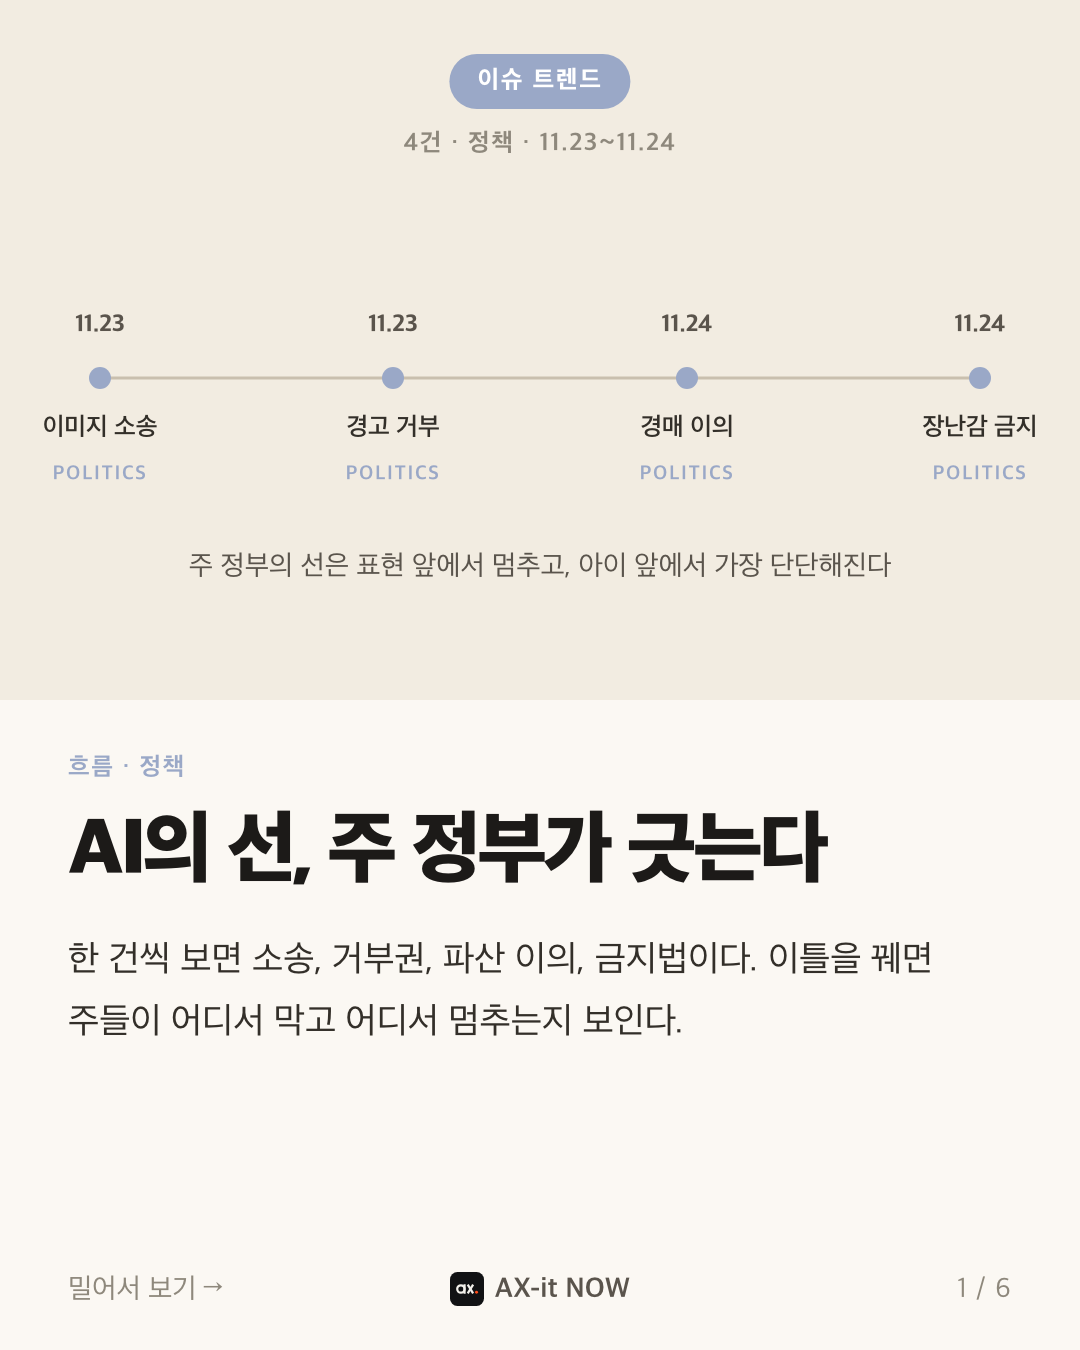 이슈 트렌드
4건 · 정책 · 11.23~11.24
11.23 11.23 11.24 11.24
이미지 소송 경고 거부 경매 이의 장난감 금지
POLITICS POLITICS POLITICS POLITICS
주 정부의 선은 표현 앞에서 멈추고, 아이 앞에서 가장 단단해진다
흐름 · 정책
AI의 선, 주 정부가 긋는다
한 건씩 보면 소송, 거부권, 파산 이의, 금지법이다. 이틀을 꿰면
주들이 어디서 막고 어디서 멈추는지 보인다.
밀어서 보기 → ax. AX-it NOW 1 / 6